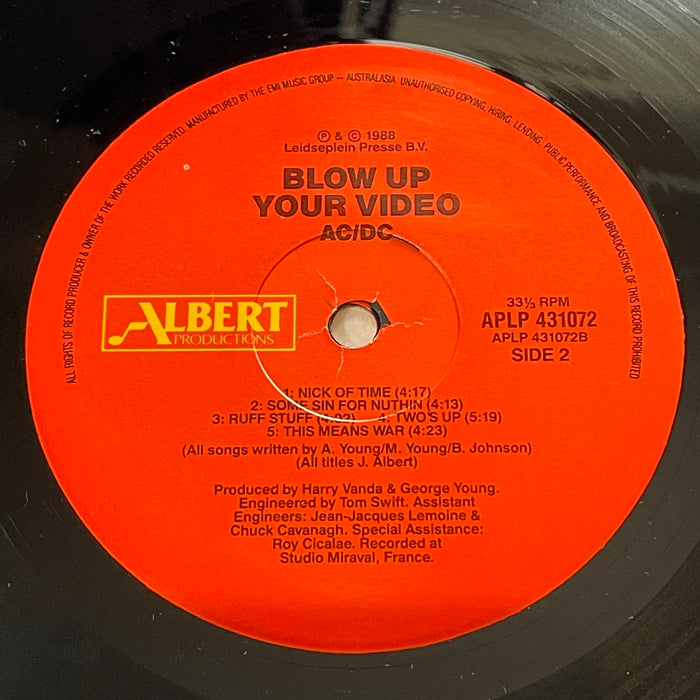 ALL RIGHTS OF RECORD PRODUCER & OWNER OF THE WORK RECORDED RESERVED. MANUFACTURED BY THE EMI MUSIC GROUP – AUSTRALASIA UNAUTHORISED COPYING, HIRING, LENDING, PUBLIC PERFORMANCE AND BROADCASTING OF THIS RECORD PROHIBITED
Ⓟ & © 1988
Leidseplein Presse B.V.
BLOW UP
YOUR VIDEO
AC/DC
ALBERT
PRODUCTIONS
33⅓ RPM
APLP 431072
APLP 431072B
SIDE 2
1: NICK OF TIME (4:17)
2: SOME SIN FOR NUTHIN (4:13)
3: RUFF STUFF (4:02) 4: TWO'S UP (5:19)
5: THIS MEANS WAR (4:23)
(All songs written by A. Young/M. Young/B. Johnson)
(All titles J. Albert)
Produced by Harry Vanda & George Young.
Engineered by Tom Swift. Assistant
Engineers: Jean-Jacques Lemoine &
Chuck Cavanagh. Special Assistance:
Roy Cicalae. Recorded at
Studio Miraval, France.